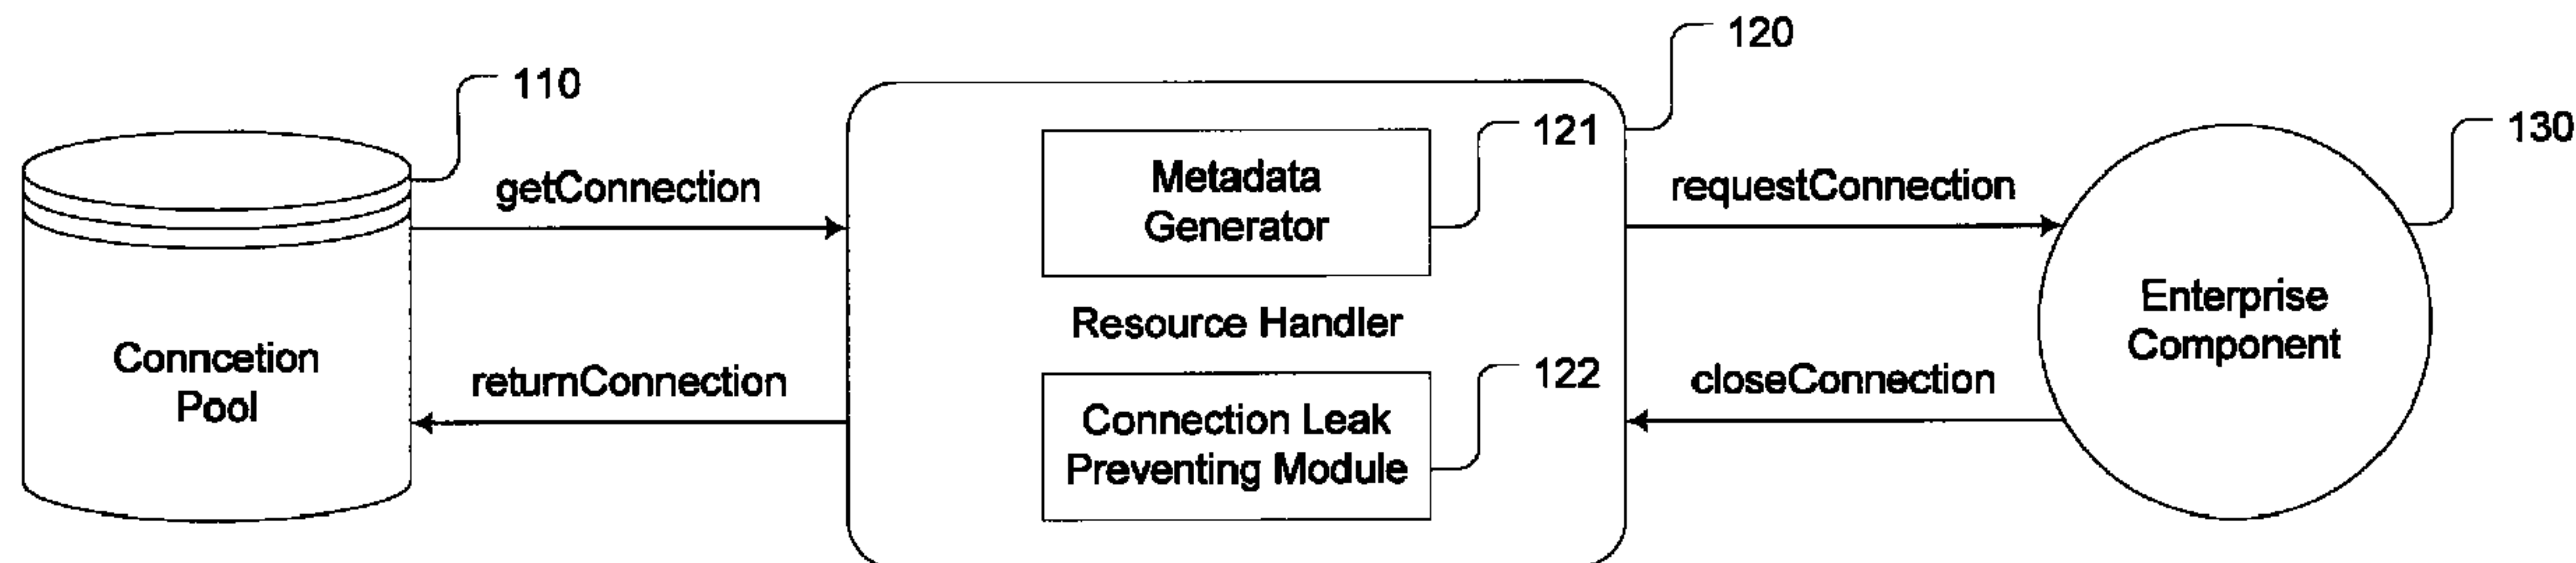 110
120
121
130
getConnection
Metadata
Generator
requestConnection
Resource Handler
Enterprise
Component
Conncetion
Pool
returnConnection
122
Connection Leak
Preventing Module
closeConnection